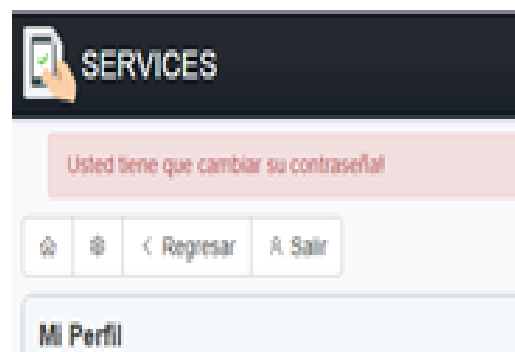 SERVICES
Usted tiene que cambiar su contraseña!
< Regresar Salir
Mi Perfil